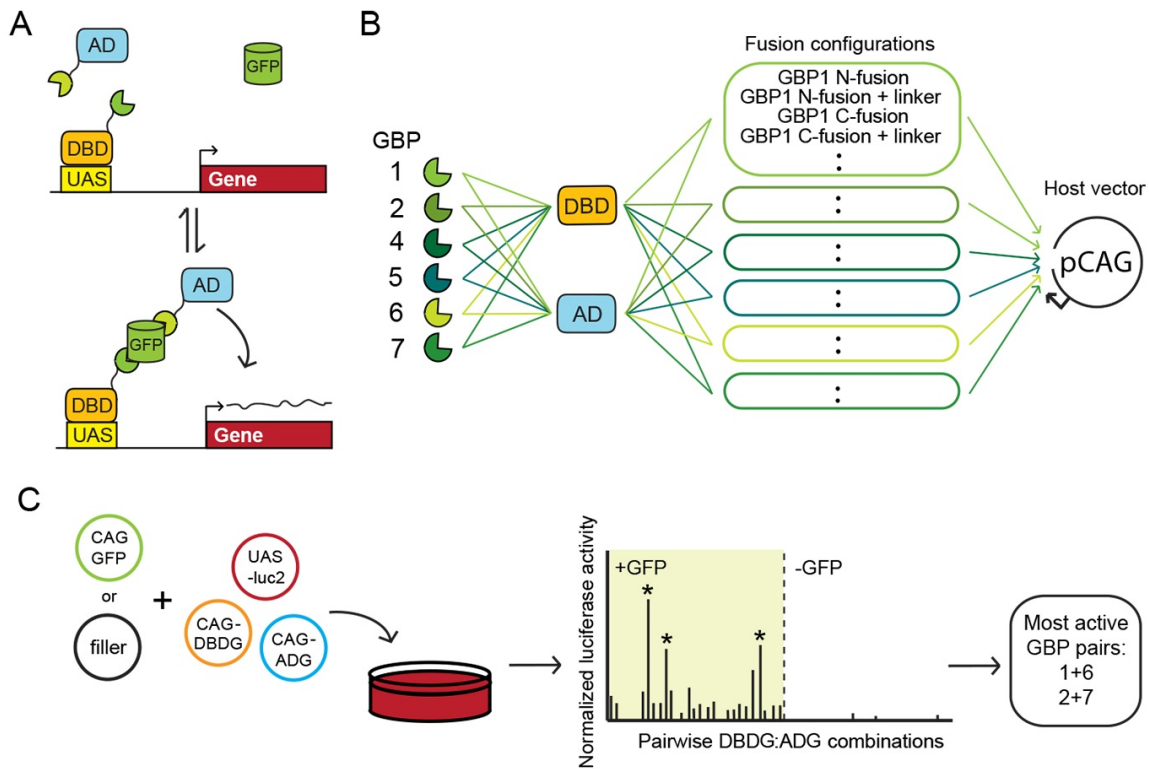 A
AD
GFP
DBD
UAS
Gene
AD
GFP
DBD
UAS
Gene
B
Fusion configurations
GBP1 N-fusion
GBP1 N-fusion + linker
GBP1 C-fusion
GBP1 C-fusion + linker
GBP
1
2
4
5
6
7
DBD
AD
Host vector
pCAG
C
CAG
GFP
or
filler
+
UAS
-luc2
CAG-
DBDG
CAG-
ADG
Normalized luciferase activity
+GFP
-GFP
*
*
*
Pairwise DBDG:ADG combinations
Most active
GBP pairs:
1+6
2+7